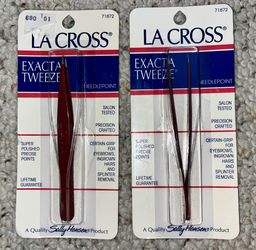 680 '91
71872
LA CROSS®
EXACTA
TWEEZE®
NEEDLEPOINT
SALON
TESTED
PRECISION
CRAFTED
SUPER
POLISHED
PRECISE
POINTS
CERTAIN-GRIP
FOR
EYEBROWS,
INGROWN
HAIRS
AND
SPLINTER
REMOVAL
LIFETIME
GUARANTEE
A Quality Sally Hansen® Product
71872
LA CROSS®
EXACTA
TWEEZE®
NEEDLEPOINT
SALON
TESTED
PRECISION
CRAFTED
SUPER
POLISHED
PRECISE
POINTS
CERTAIN-GRIP
FOR
EYEBROWS,
INGROWN
HAIRS
AND
SPLINTER
REMOVAL
LIFETIME
GUARANTEE
A Quality Sally Hansen® Product